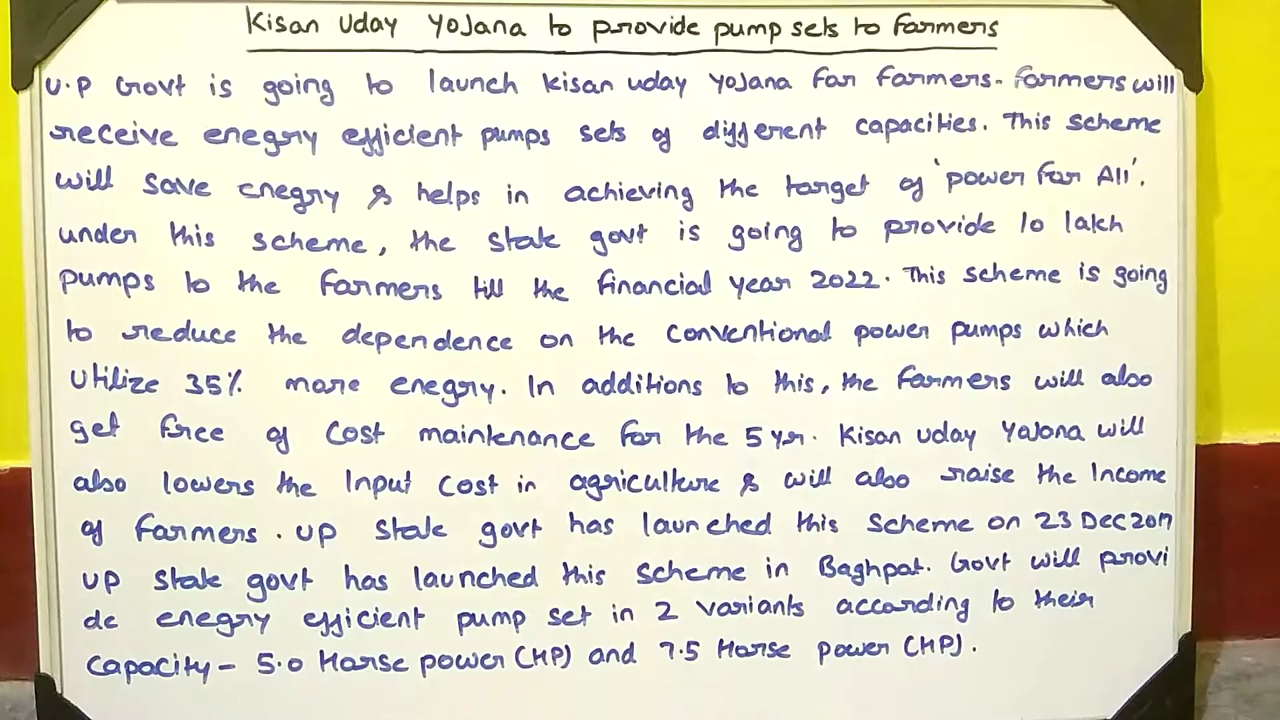 Kisan Uday Yojana to provide pump sets to farmers
U.P Govt is going to launch Kisan uday Yojana for farmers. farmers will
receive enegry efficient pumps sets of different capacities. This scheme
will save enegry & helps in achieving the target of 'power for All'.
under this scheme, the state govt is going to provide 10 lakh
pumps to the farmers till the financial year 2022. This scheme is going
to reduce the dependence on the conventional power pumps which
utilize 35% more enegry. In additions to this, the farmers will also
get free of cost maintenance for the 5 yr. Kisan uday Yojona will
also lowers the Input cost in agriculture & will also raise the Income
of farmers. UP state govt has launched this scheme on 23 Dec 2017
UP state govt has launched this scheme in Baghpat. Govt will provi
de enegry efficient pump set in 2 variants according to their
capacity- 5.0 Horse power (HP) and 7.5 Horse power (HP).